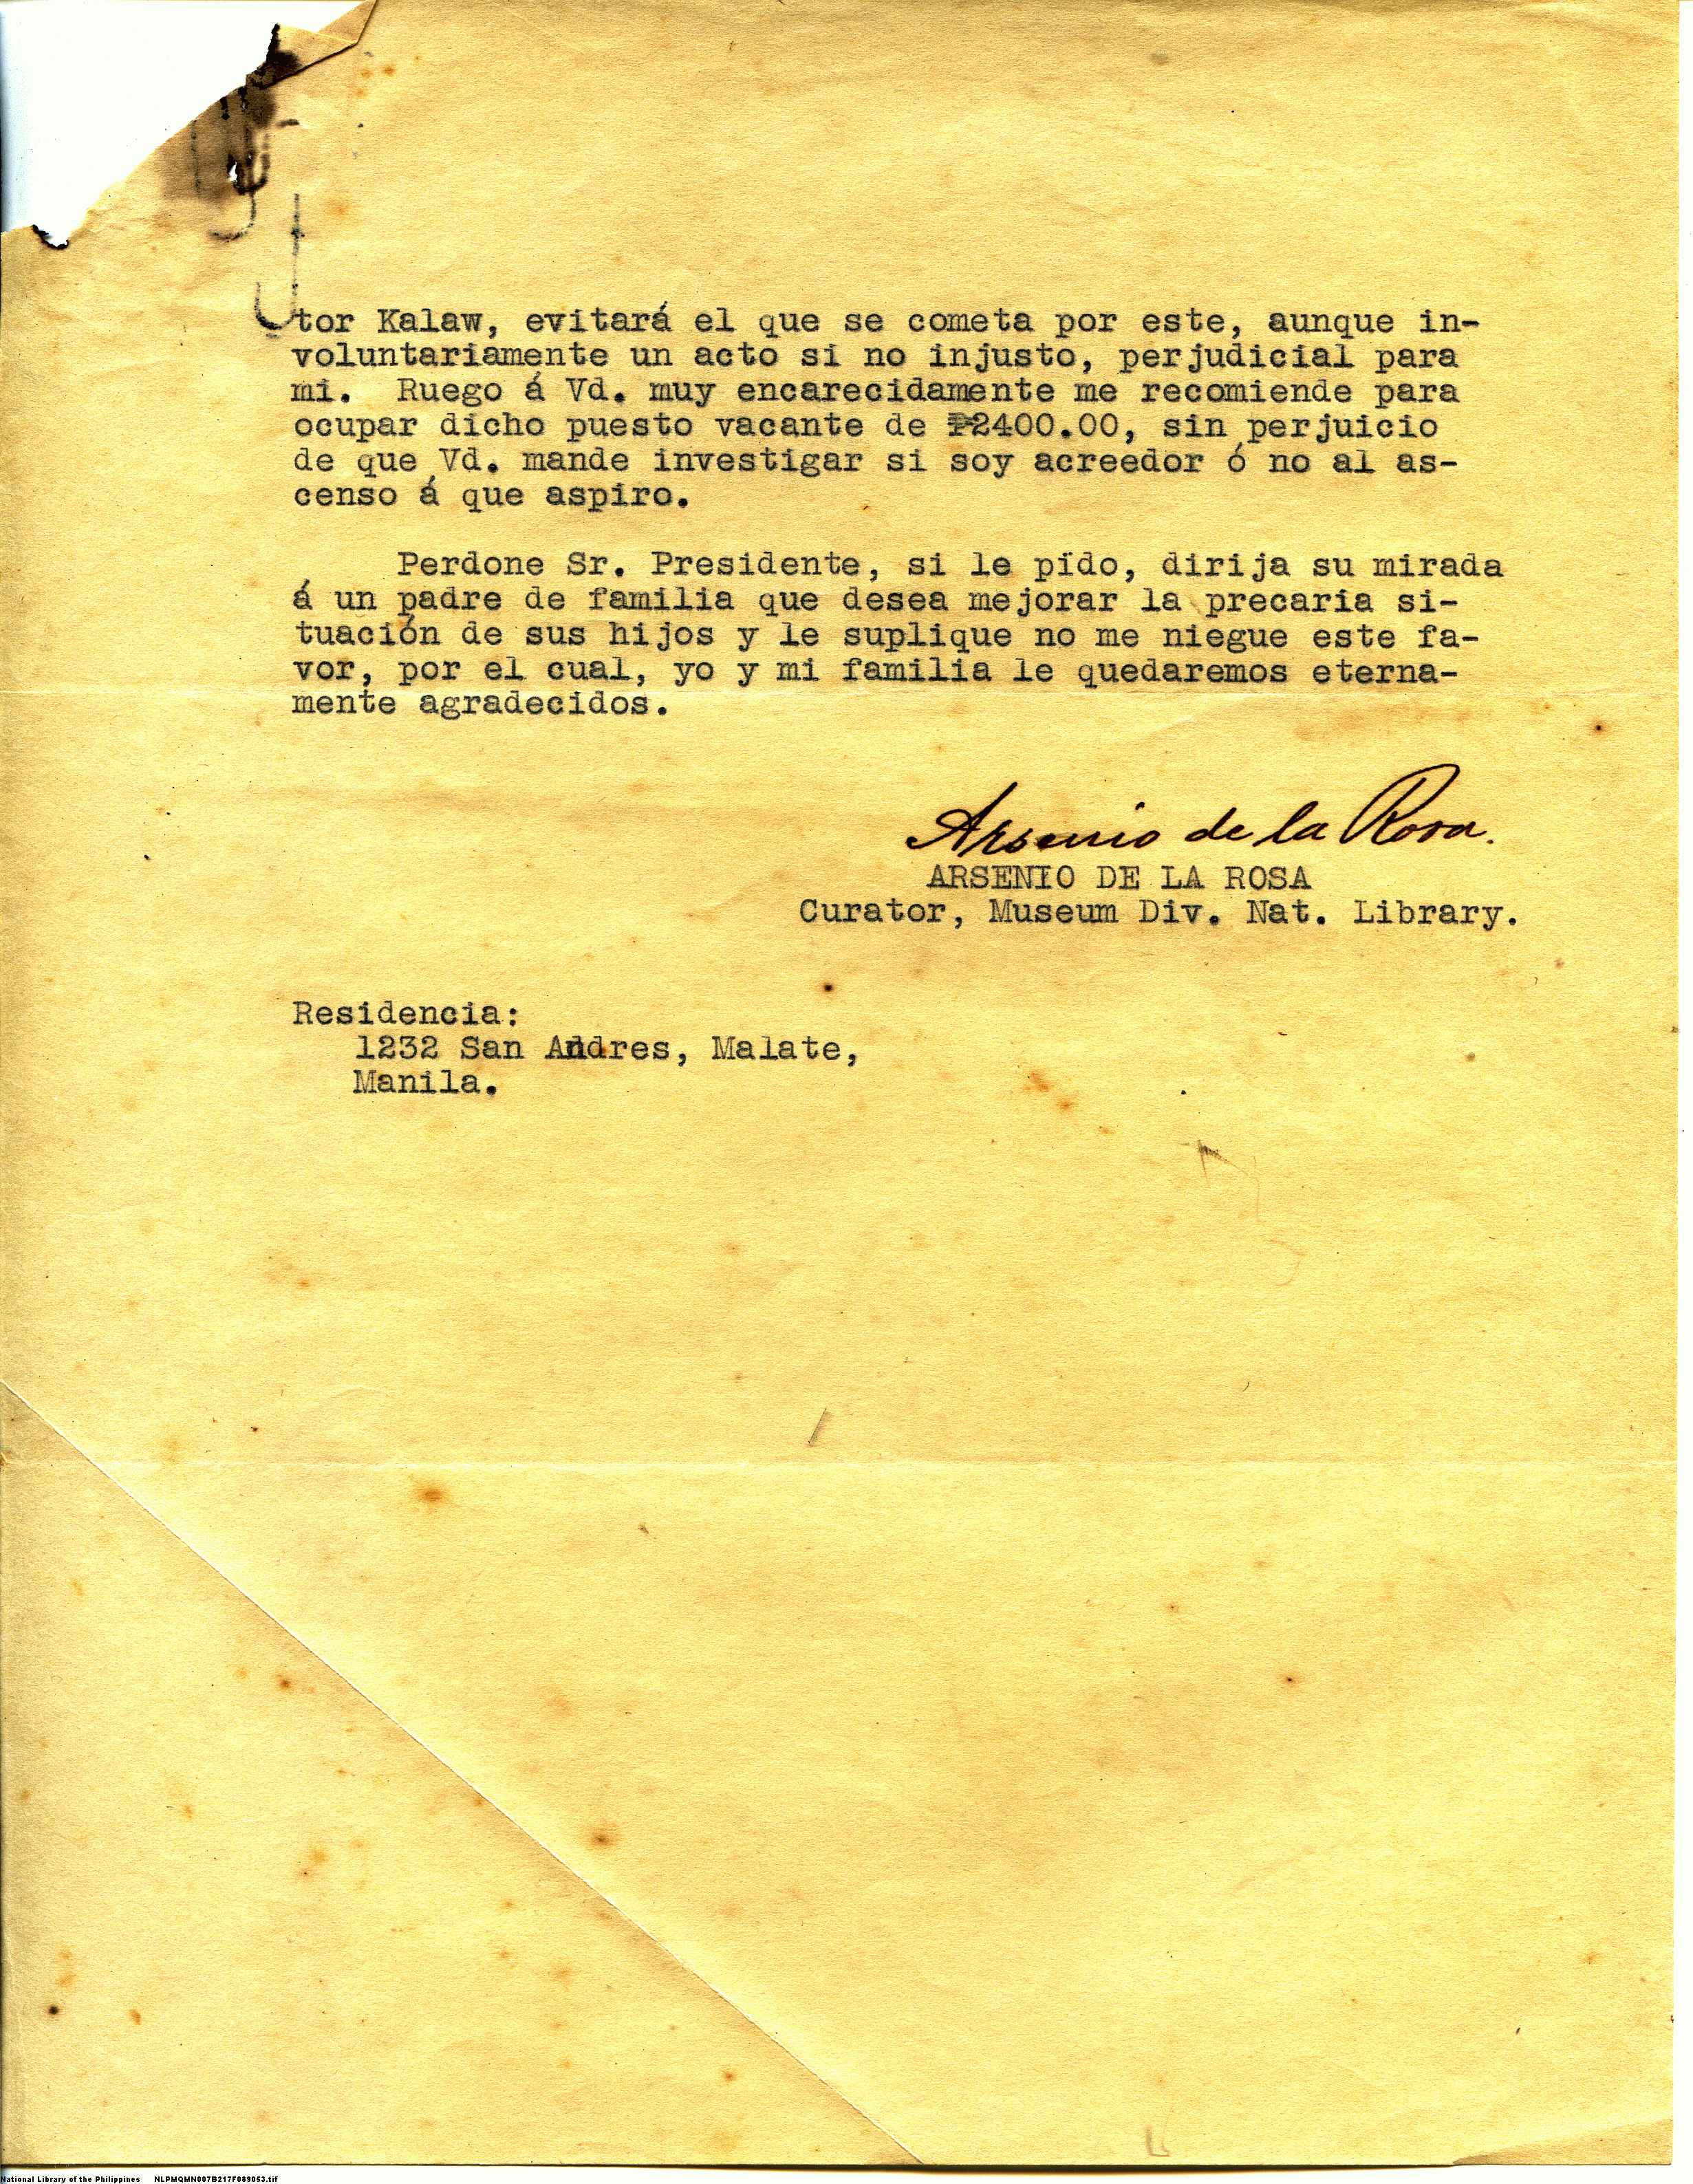 tor Kalaw, evitará el que se cometa por este, aunque in-
voluntariamente un acto si no injusto, perjudicial para
mi. Ruego á Vd. muy encarecidamente me recomiende para
ocupar dicho puesto vacante de ₱2400.00, sin perjuicio
de que Vd. mande investigar si soy acreedor ó no al as-
censo á que aspiro.
Perdone Sr. Presidente, si le pido, dirija su mirada
á un padre de familia que desea mejorar la precaria si-
tuación de sus hijos y le suplique no me niegue este fa-
vor, por el cual, yo y mi familia le quedaremos eterna-
mente agradecidos.
Arsenio de la Rosa.
ARSENIO DE LA ROSA
Curator, Museum Div. Nat. Library.
Residencia:
1232 San Andres, Malate,
Manila.
National Library of the Philippines NLPMQMN007B217F089053.tif